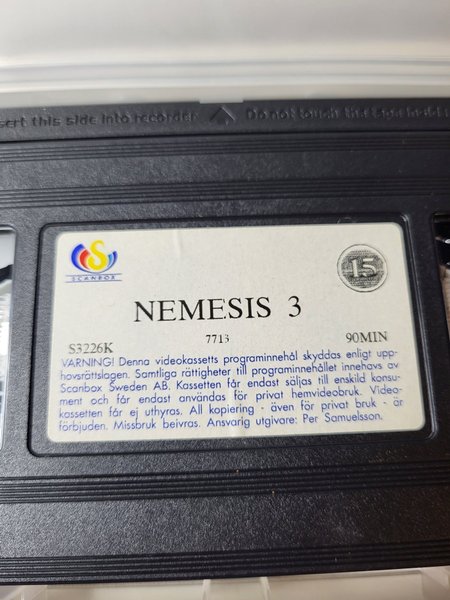 ert this side into recorder Do not touch the tape inside
S
SCANBOX
15
NEMESIS 3
S3226K 7713 90MIN
VARNING! Denna videokassetts programinnehål skyddas enligt upp-
hovsrättslagen. Samtliga rättigheter till programinnehållet innehavs av
Scanbox Sweden AB. Kassetten får endast säljas till enskild konsu-
ment och får endast användas för privat hemvideobruk. Video-
kassetten får ej uthyras. All kopiering - även för privat bruk - är
förbjuden. Missbruk beivras. Ansvarig utgivare: Per Samuelsson.